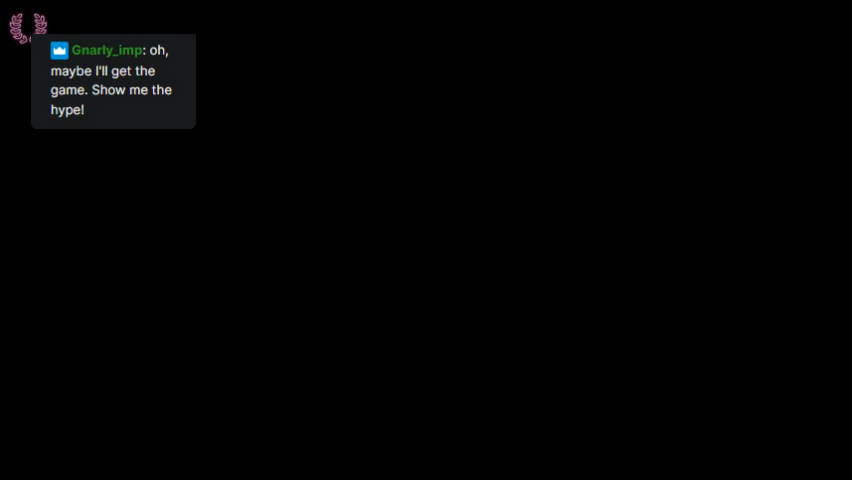 Gnarly_imp: oh,
maybe I'll get the
game. Show me the
hype!